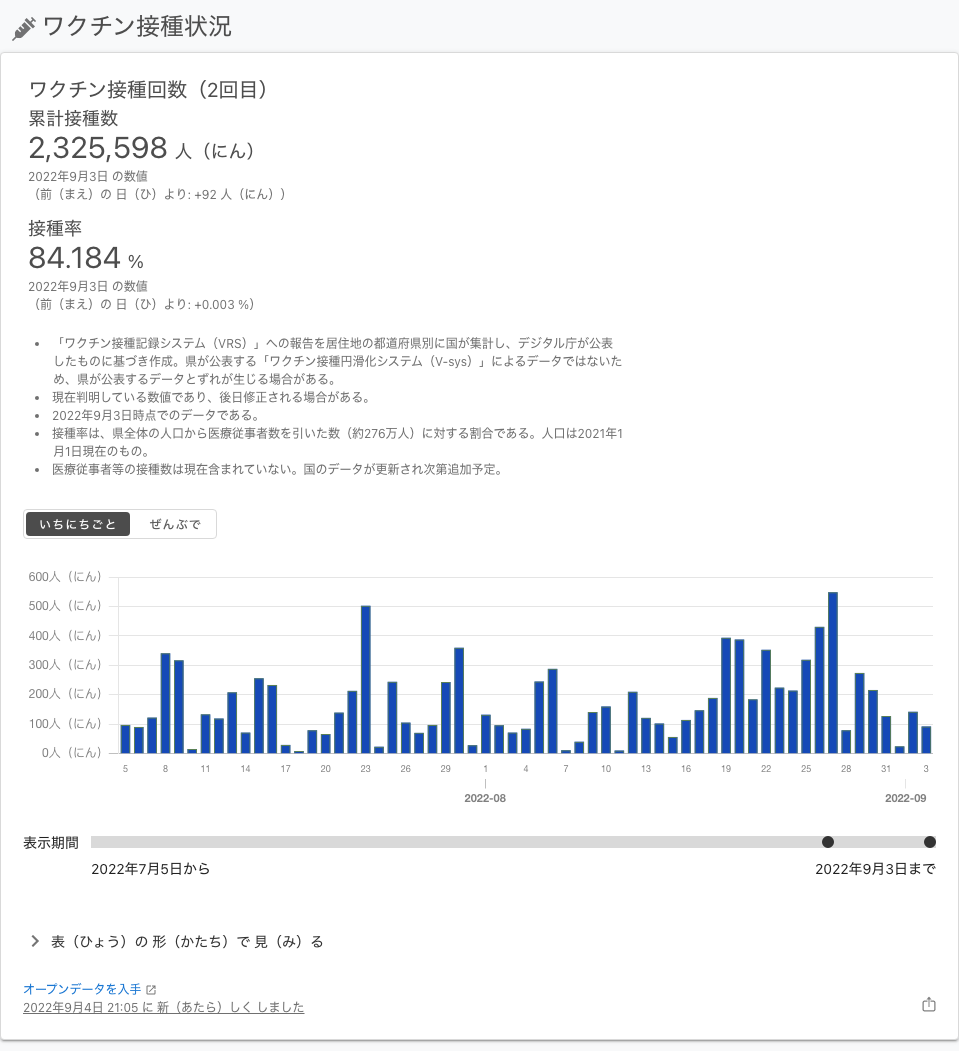 ワクチン接種状況
ワクチン接種回数（2回目）
累計接種数
2,325,598 人（にん）
2022年9月3日 の数値
（前（まえ）の 日（ひ）より: +92 人（にん））
接種率
84.184 %
2022年9月3日 の数値
（前（まえ）の 日（ひ）より: +0.003 %）
• 「ワクチン接種記録システム（VRS）」への報告を居住地の都道府県別に国が集計し、デジタル庁が公表
したものに基づき作成。県が公表する「ワクチン接種円滑化システム（V-sys）」によるデータではないた
め、県が公表するデータとずれが生じる場合がある。
• 現在判明している数値であり、後日修正される場合がある。
• 2022年9月3日時点でのデータである。
• 接種率は、県全体の人口から医療従事者数を引いた数（約276万人）に対する割合である。人口は2021年1
月1日現在のもの。
• 医療従事者等の接種数は現在含まれていない。国のデータが更新され次第追加予定。
いちにちごと ぜんぶで
600人（にん）
500人（にん）
400人（にん）
300人（にん）
200人（にん）
100人（にん）
0人（にん）
5 8 11 14 17 20 23 26 29 1 4 7 10 13 16 19 22 25 28 31 3
2022-08 2022-09
表示期間
2022年7月5日から 2022年9月3日まで
表（ひょう）の 形（かたち）で 見（み）る
オープンデータを入手
2022年9月4日 21:05 に 新（あたら）しく しました